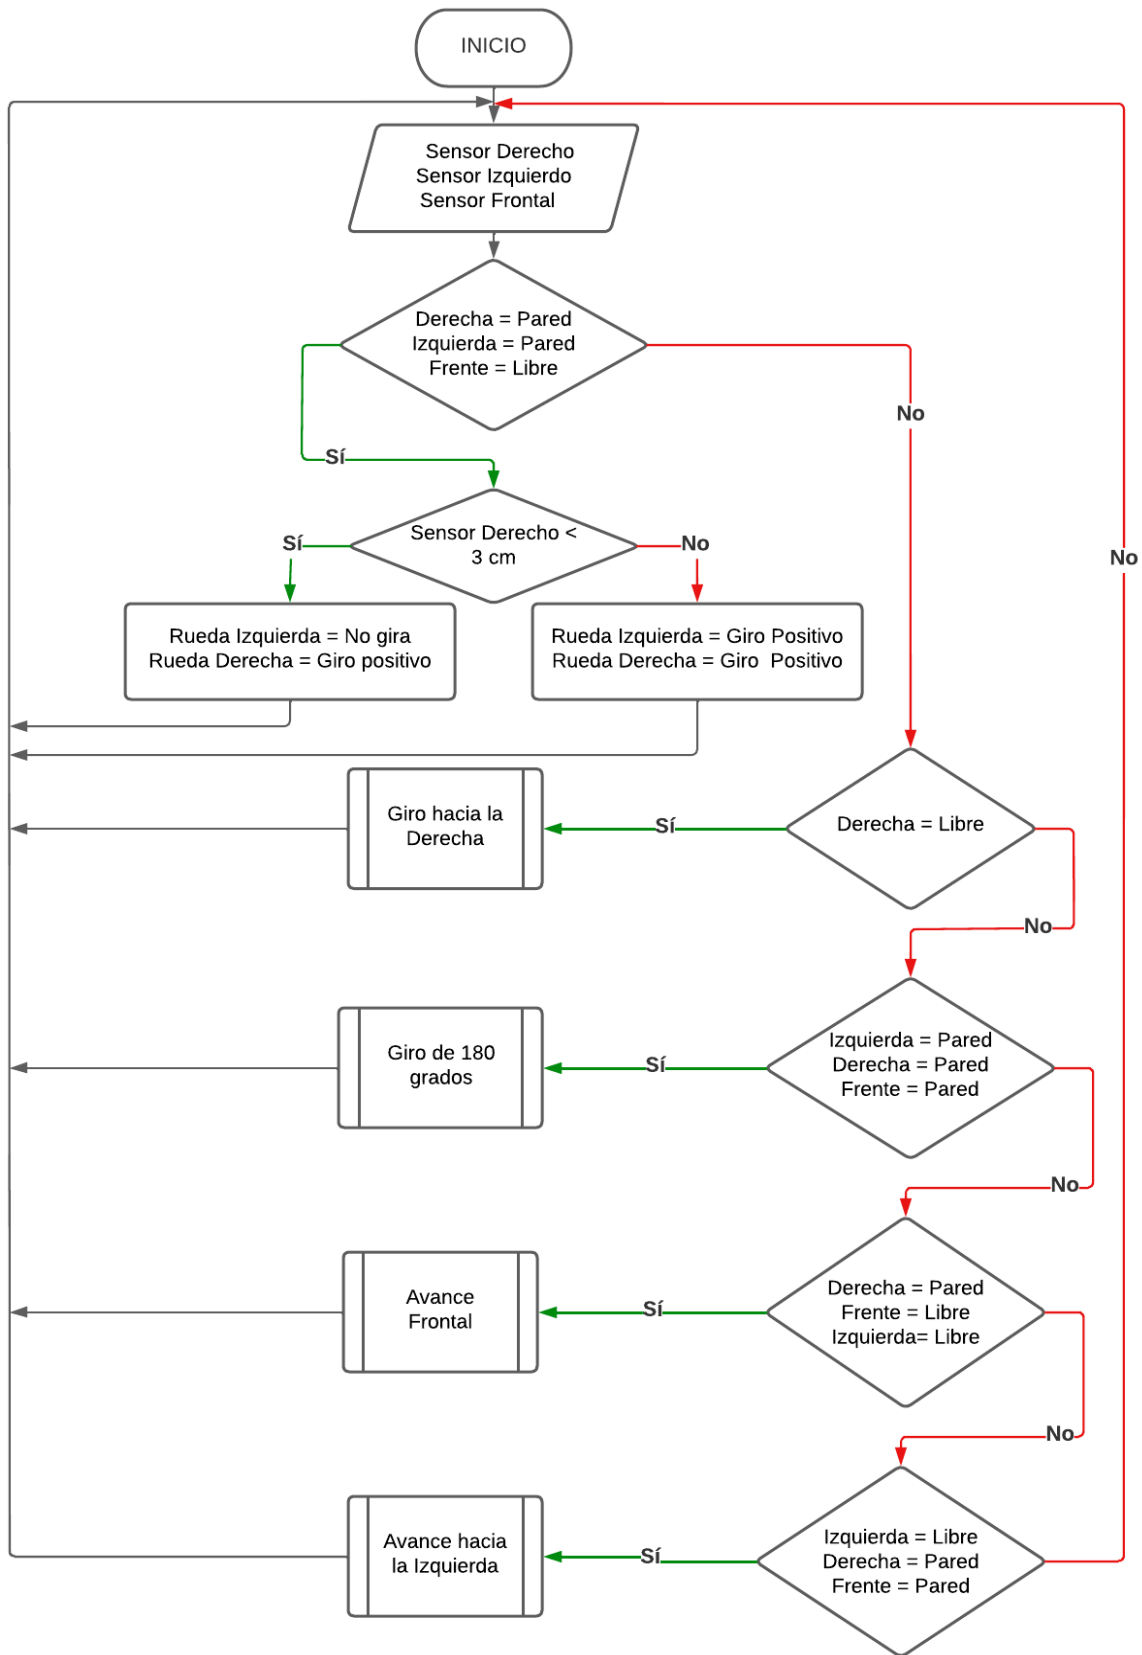 INICIO
Sensor Derecho
Sensor Izquierdo
Sensor Frontal
Derecha = Pared
Izquierda = Pared
Frente = Libre
No
Sí
Sensor Derecho <
3 cm
Sí
No
No
Rueda Izquierda = No gira
Rueda Derecha = Giro positivo
Rueda Izquierda = Giro Positivo
Rueda Derecha = Giro Positivo
Giro hacia la
Derecha
Sí
Derecha = Libre
No
Giro de 180
grados
Sí
Izquierda = Pared
Derecha = Pared
Frente = Pared
No
Avance
Frontal
Sí
Derecha = Pared
Frente = Libre
Izquierda= Libre
No
Avance hacia
la Izquierda
Sí
Izquierda = Libre
Derecha = Pared
Frente = Pared